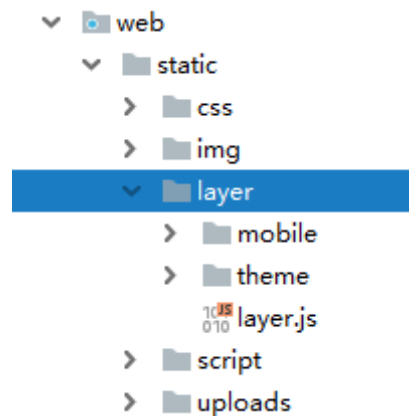 web
static
css
img
layer
mobile
theme
layer.js
script
uploads